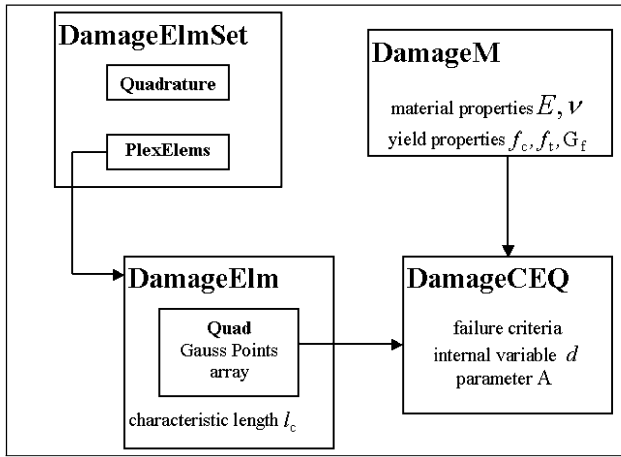 DamageElmSet
Quadrature
PlexElems
DamageM
material properties E, ν
yield properties f_c, f_t, G_f
DamageElm
Quad
Gauss Points
array
characteristic length l_c
DamageCEQ
failure criteria
internal variable d
parameter A